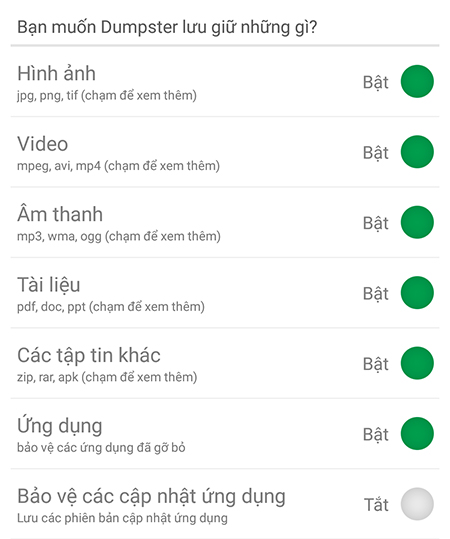 Bạn muốn Dumpster lưu giữ những gì?
Hình ảnh
jpg, png, tif (chạm để xem thêm)
Bật
Video
mpeg, avi, mp4 (chạm để xem thêm)
Bật
Âm thanh
mp3, wma, ogg (chạm để xem thêm)
Bật
Tài liệu
pdf, doc, ppt (chạm để xem thêm)
Bật
Các tập tin khác
zip, rar, apk (chạm để xem thêm)
Bật
Ứng dụng
bảo vệ các ứng dụng đã gỡ bỏ
Bật
Bảo vệ các cập nhật ứng dụng
Lưu các phiên bản cập nhật ứng dụng
Tắt